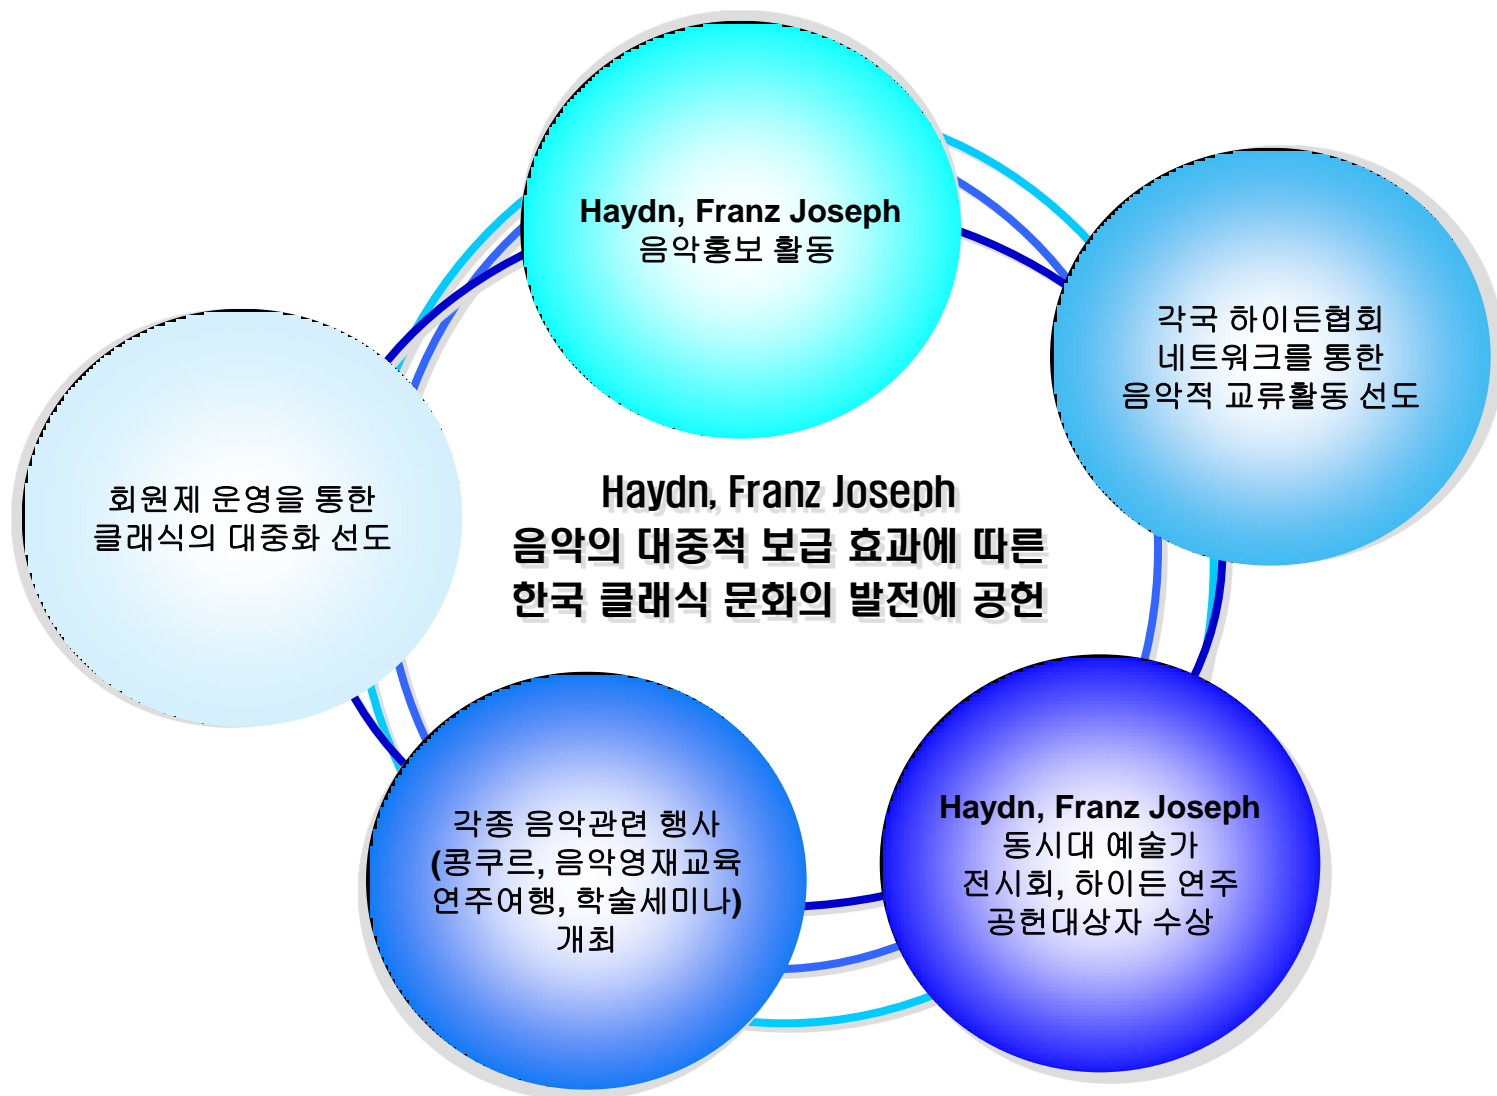 Haydn, Franz Joseph
음악홍보 활동
각국 하이든협회
네트워크를 통한
음악적 교류활동 선도
회원제 운영을 통한
클래식의 대중화 선도
Haydn, Franz Joseph
음악의 대중적 보급 효과에 따른
한국 클래식 문화의 발전에 공헌
각종 음악관련 행사
(콩쿠르, 음악영재교육
연주여행, 학술세미나)
개최
Haydn, Franz Joseph
동시대 예술가
전시회, 하이든 연주
공헌대상자 수상